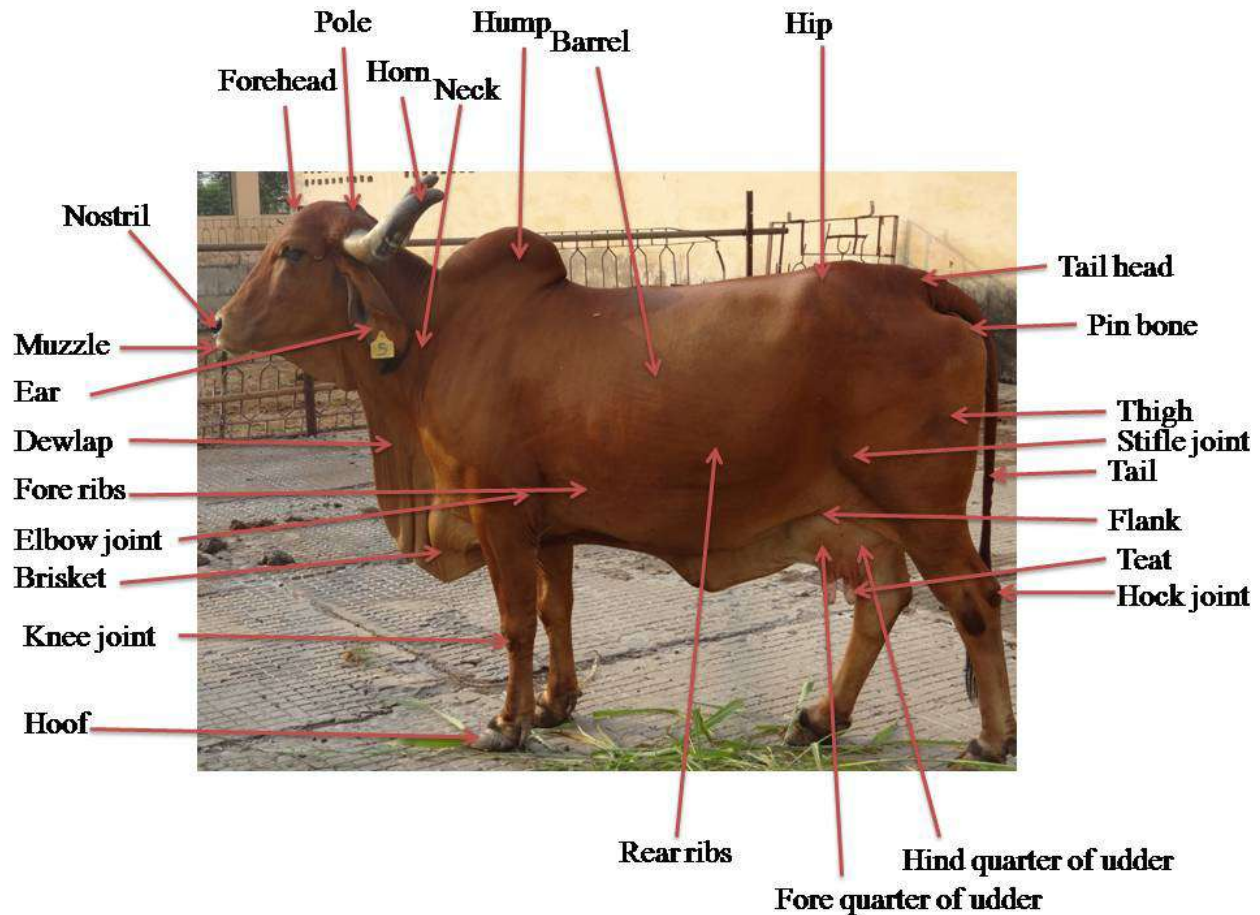 Pole
Hump
Barrel
Hip
Forehead
Horn
Neck
Nostril
Tail head
Pin bone
Muzzle
Ear
5
Dewlap
Thigh
Stifle joint
Tail
Fore ribs
Flank
Elbow joint
Teat
Brisket
Hock joint
Knee joint
Hoof
Rear ribs
Hind quarter of udder
Fore quarter of udder